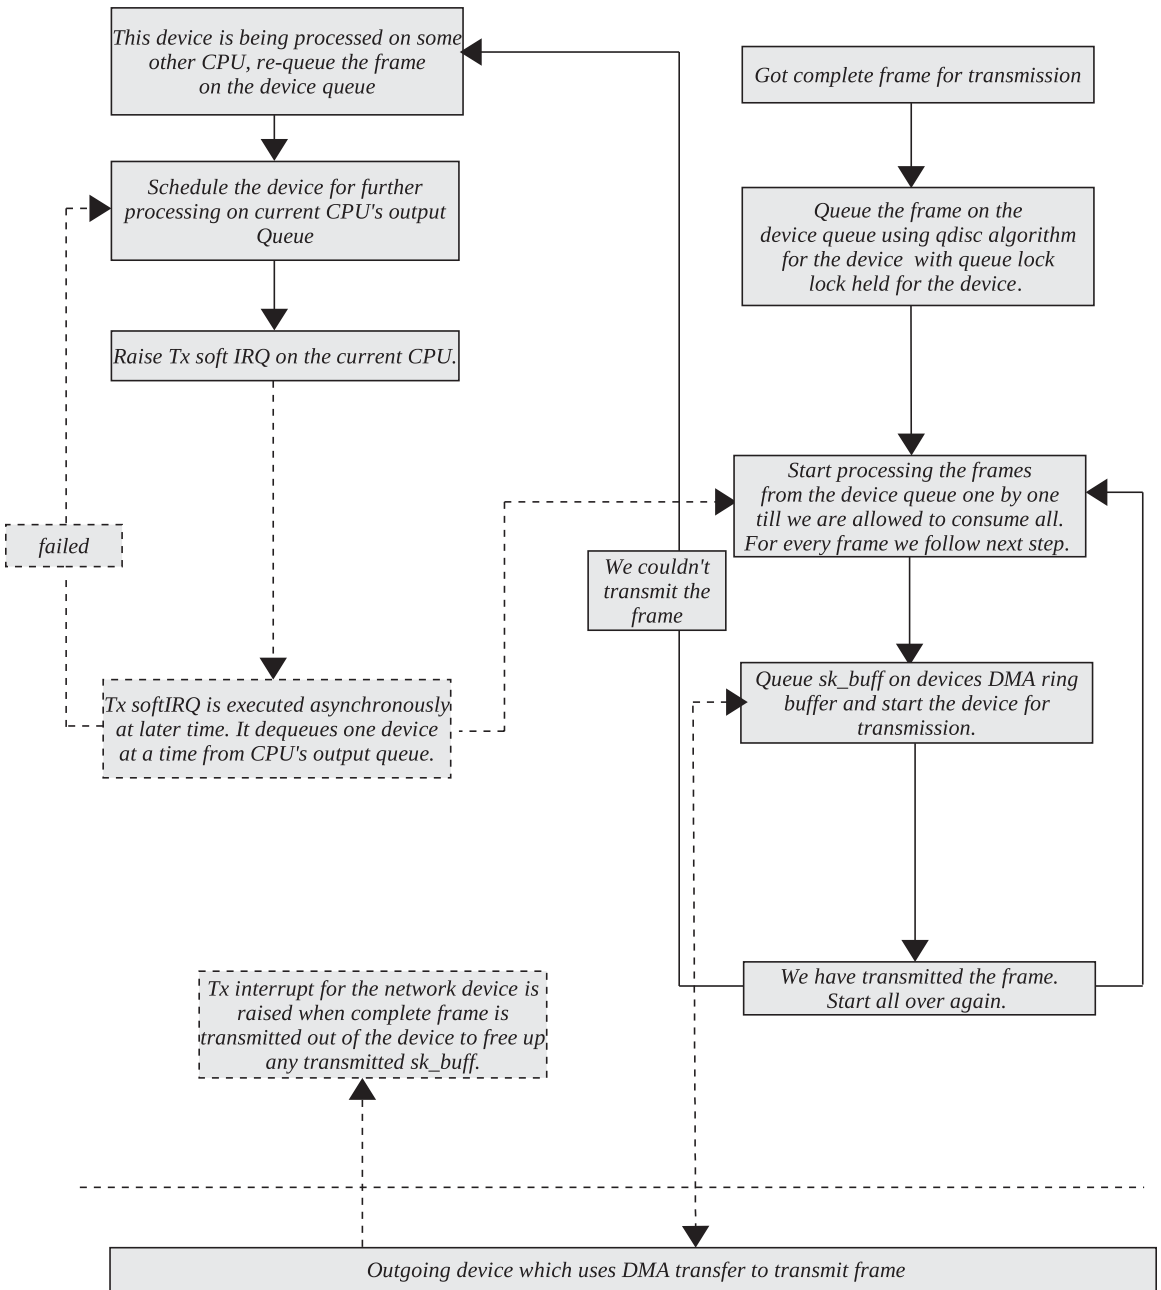 This device is being processed on some
other CPU, re-queue the frame
on the device queue
Got complete frame for transmission
Schedule the device for further
processing on current CPU's output
Queue
Queue the frame on the
device queue using qdisc algorithm
for the device  with queue lock
lock held for the device.
Raise Tx soft IRQ on the current CPU.
Start processing the frames
from the device queue one by one
till we are allowed to consume all.
For every frame we follow next step.
failed
We couldn't
transmit the
frame
Tx softIRQ is executed asynchronously
at later time. It dequeues one device
at a time from CPU's output queue.
Queue sk_buff on devices DMA ring
buffer and start the device for
transmission.
We have transmitted the frame.
Start all over again.
Tx interrupt for the network device is
raised when complete frame is
transmitted out of the device to free up
any transmitted sk_buff.
Outgoing device which uses DMA transfer to transmit frame